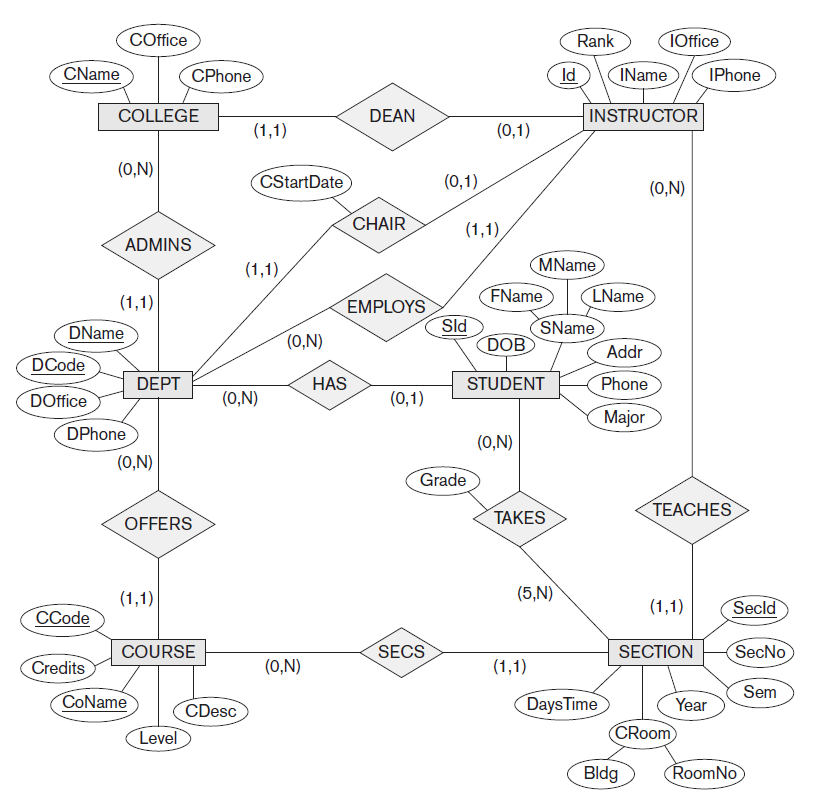 COffice
Rank
IOffice
CName
CPhone
Id
IName
IPhone
COLLEGE
DEAN
INSTRUCTOR
(1,1)
(0,1)
(0,N)
CStartDate
(0,1)
(0,N)
CHAIR
(1,1)
ADMINS
(1,1)
MName
(1,1)
FName
LName
EMPLOYS
SId
SName
DName
(0,N)
DOB
Addr
DCode
DEPT
HAS
STUDENT
Phone
DOffice
(0,N)
(0,1)
Major
DPhone
(0,N)
(0,N)
Grade
OFFERS
TAKES
TEACHES
(1,1)
(5,N)
(1,1)
SecId
CCode
COURSE
SECS
SECTION
SecNo
Credits
(0,N)
(1,1)
CoName
CDesc
DaysTime
Year
Sem
Level
CRoom
Bldg
RoomNo